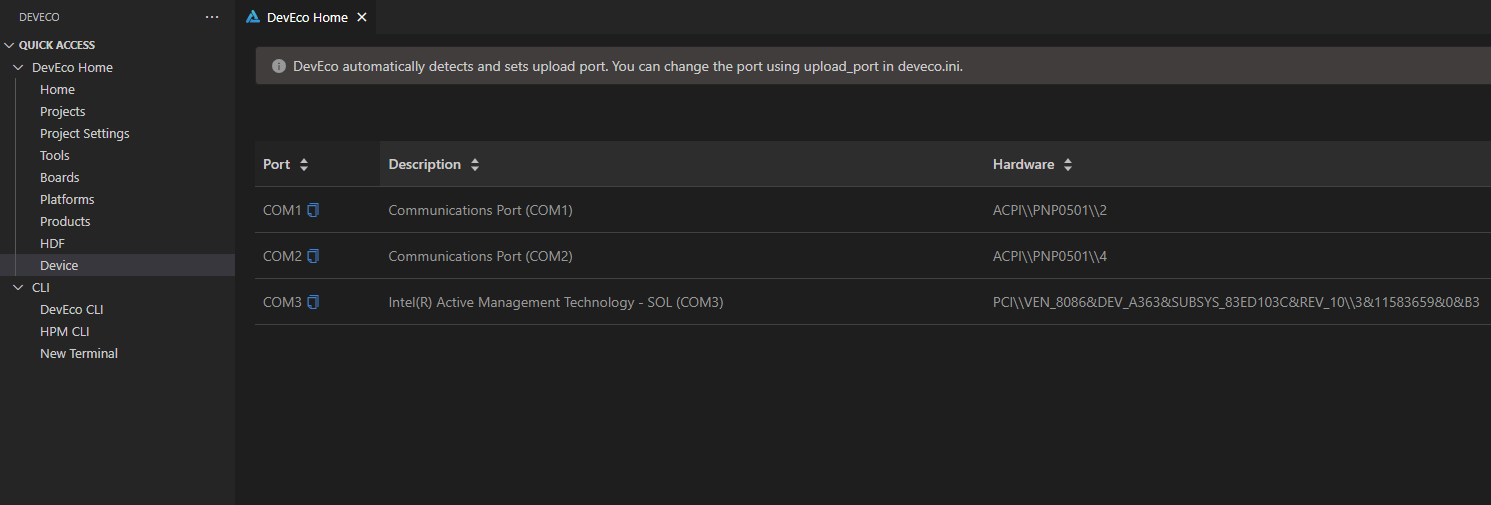 DEVECO
DevEco Home
QUICK ACCESS
DevEco Home
Home
Projects
Project Settings
Tools
Boards
Platforms
Products
HDF
Device
CLI
DevEco CLI
HPM CLI
New Terminal
DevEco automatically detects and sets upload port. You can change the port using upload_port in deveco.ini.
Port Description Hardware
COM1 Communications Port (COM1) ACPI\\PNP0501\\2
COM2 Communications Port (COM2) ACPI\\PNP0501\\4
COM3 Intel(R) Active Management Technology - SOL (COM3) PCI\\VEN_8086&DEV_A363&SUBSYS_83ED103C&REV_10\\3&11583659&0&B3